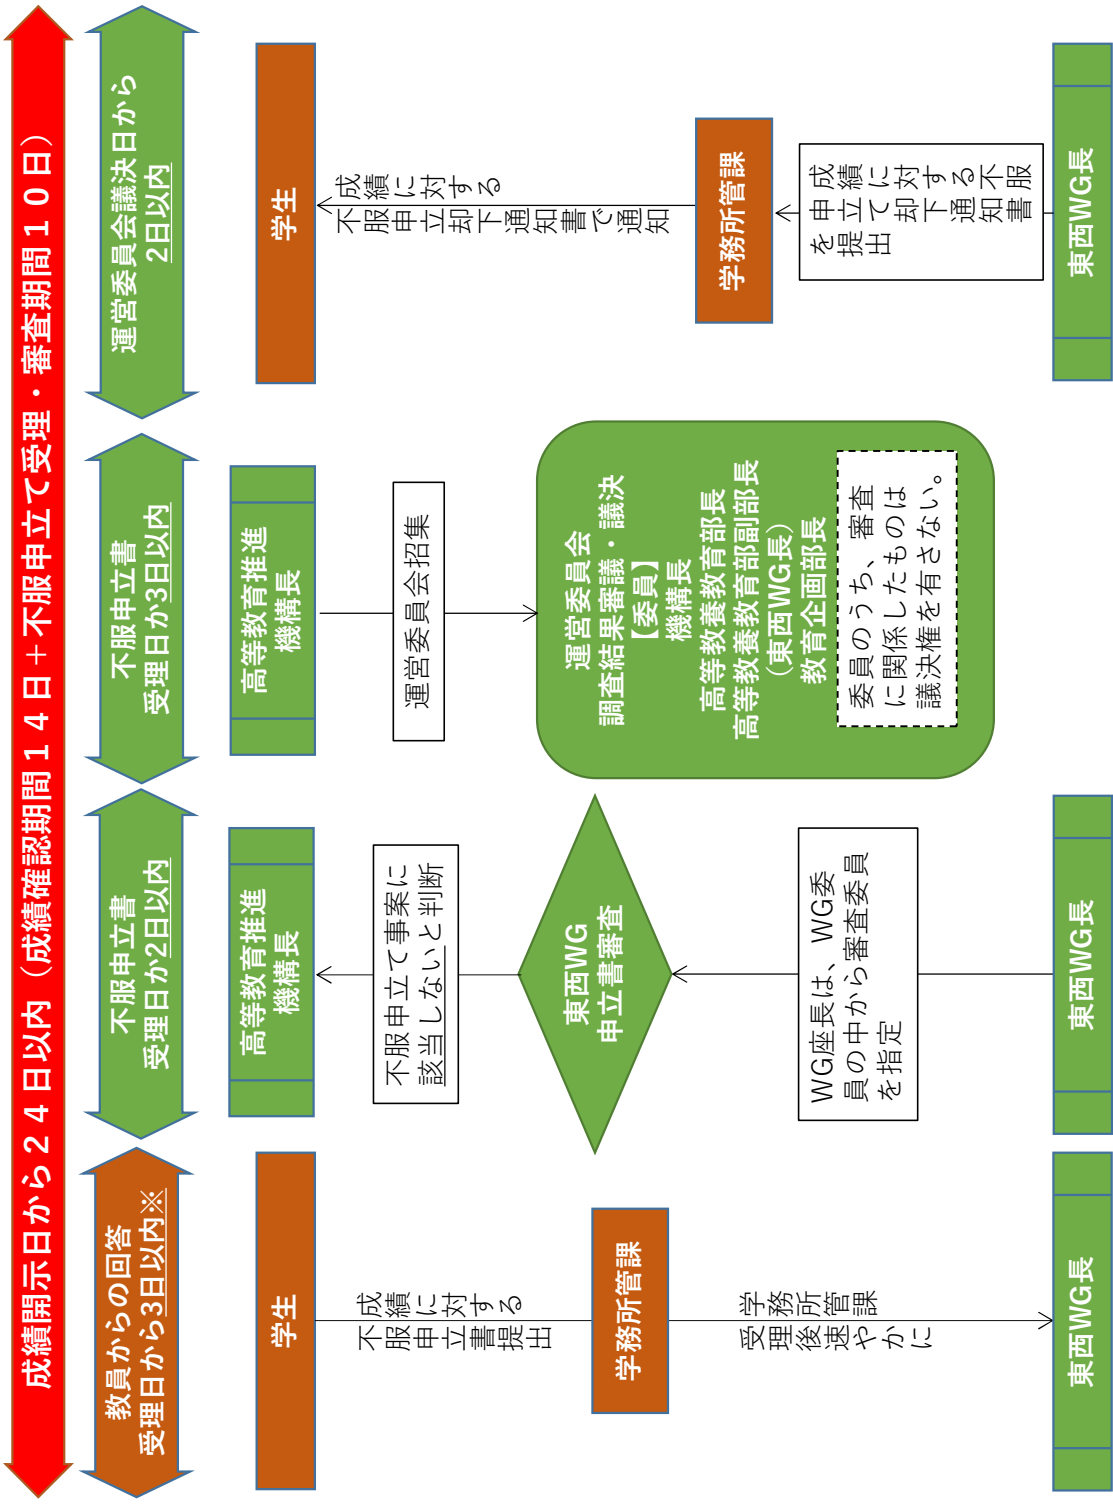 成績開示日から２４日以内（成績確認期間１４日＋不服申立て受理・審査期間１０日）
教員からの回答
受理日から3日以内※
学生
成績に対する
不服申立書提出
学務所管課
学務所管課
受理後速やかに
東西WG長
不服申立書
受理日か2日以内
高等教育推進
機構長
不服申立て事案に
該当しないと判断
東西WG
申立書審査
WG座長は、WG委
員の中から審査委員
を指定
東西WG長
不服申立書
受理日か3日以内
高等教育推進
機構長
運営委員会招集
運営委員会
調査結果審議・議決
【委員】
機構長
高等教養教育部長
高等教養教育部副部長
（東西WG長）
教育企画部長
委員のうち、審査
に関係したものは
議決権を有さない。
運営委員会議決日から
2日以内
学生
成績に対する
不服申立却下通知書で通知
学務所管課
成績に対する不服
申立て却下通知書
を提出
東西WG長